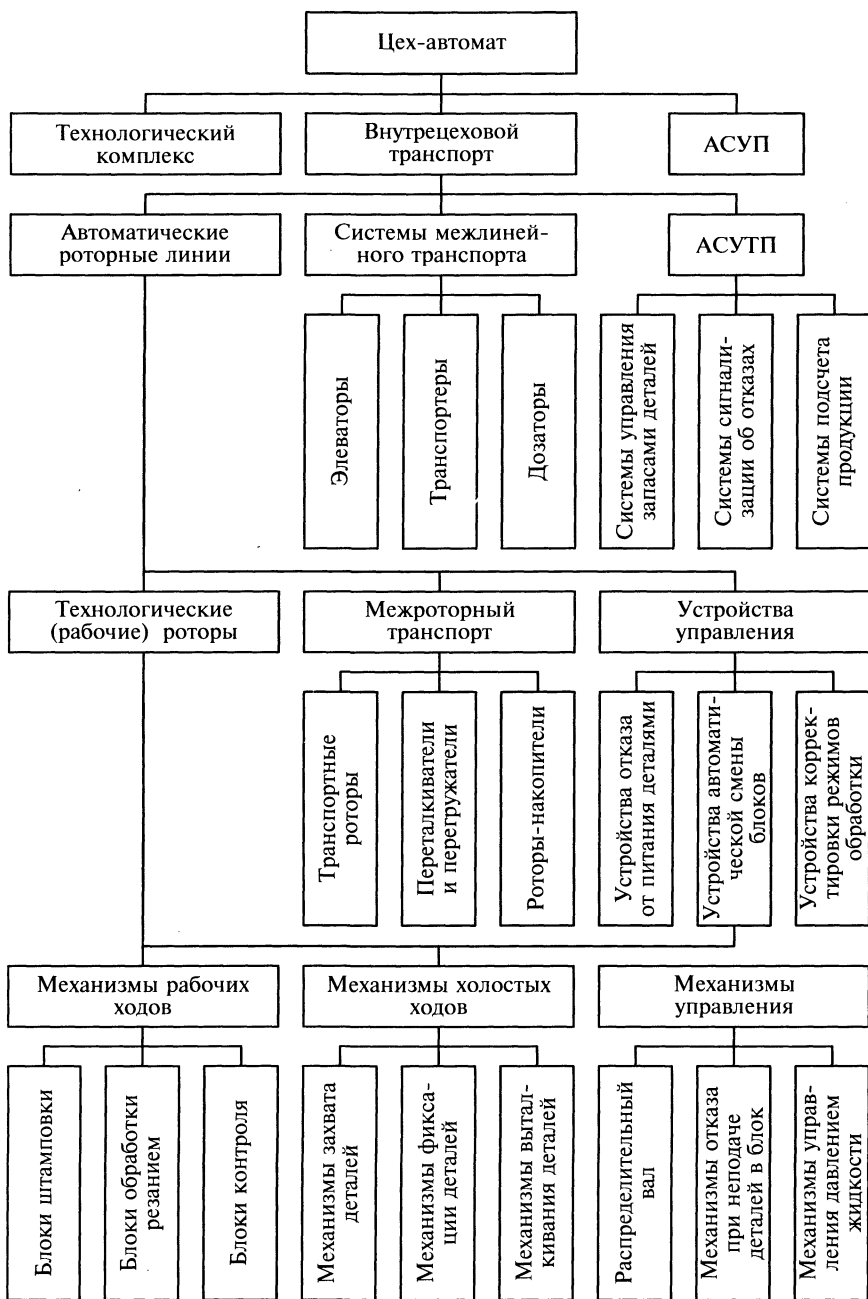 Цех-автомат
Технологический
комплекс
Внутрецеховой
транспорт
АСУП
Автоматические
роторные линии
Системы межлиней-
ного транспорта
АСУТП
Элеваторы
Транспортеры
Дозаторы
Системы управления
запасами деталей
Системы сигнали-
зации об отказах
Системы подсчета
продукции
Технологические
(рабочие) роторы
Межроторный
транспорт
Устройства
управления
Транспортные
роторы
Переталкиватели
и перегружатели
Роторы-накопители
Устройства отказа
от питания деталями
Устройства автомати-
ческой смены
блоков
Устройства коррек-
тировки режимов
обработки
Механизмы рабочих
ходов
Механизмы холостых
ходов
Механизмы
управления
Блоки штамповки
Блоки обработки
резанием
Блоки контроля
Механизмы захвата
деталей
Механизмы фикса-
ции деталей
Механизмы вытал-
кивания деталей
Распределительный
вал
Механизмы отказа
при неподаче
деталей в блок
Механизмы управ-
ления давлением
жидкости